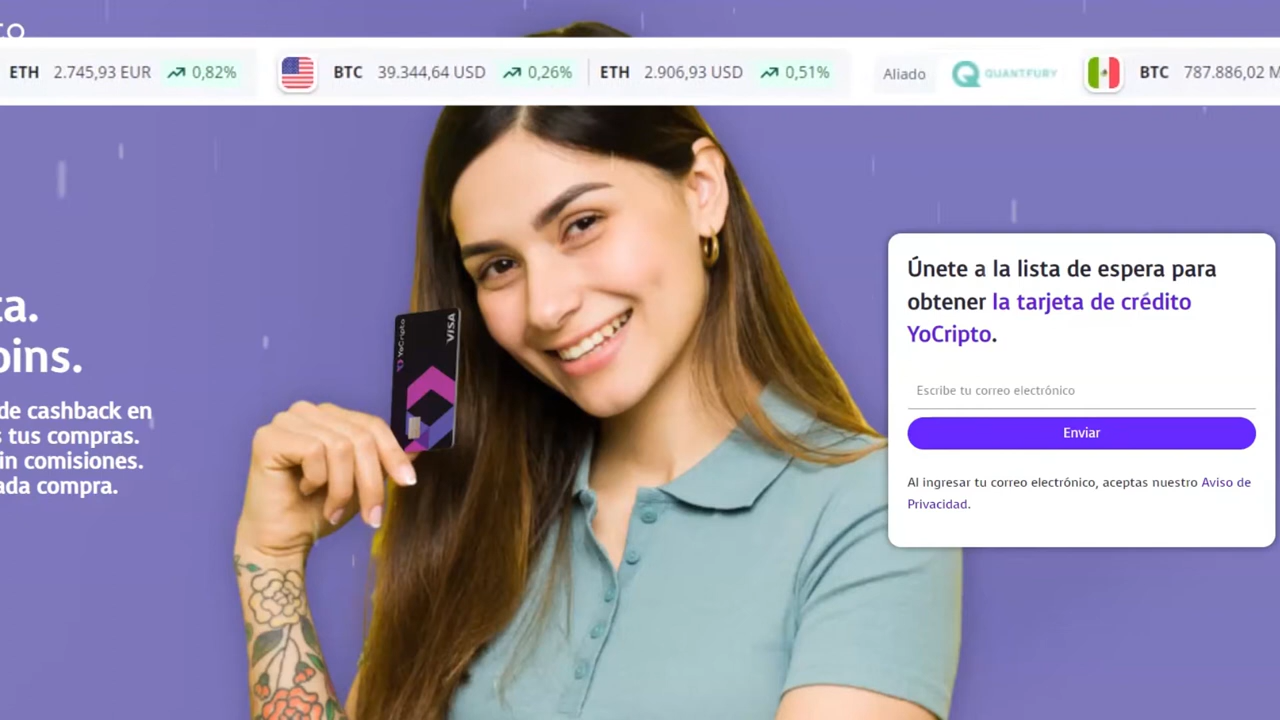 ETH 2.745,93 EUR 0,82% BTC 39.344,64 USD 0,26% ETH 2.906,93 USD 0,51% Aliado QUANTFURY BTC 787.886,02 M
ta.
oins.
de cashback en
s tus compras.
in comisiones.
ada compra.
YoCripto VISA
Únete a la lista de espera para
obtener la tarjeta de crédito
YoCripto.
Escribe tu correo electrónico
Enviar
Al ingresar tu correo electrónico, aceptas nuestro Aviso de
Privacidad.